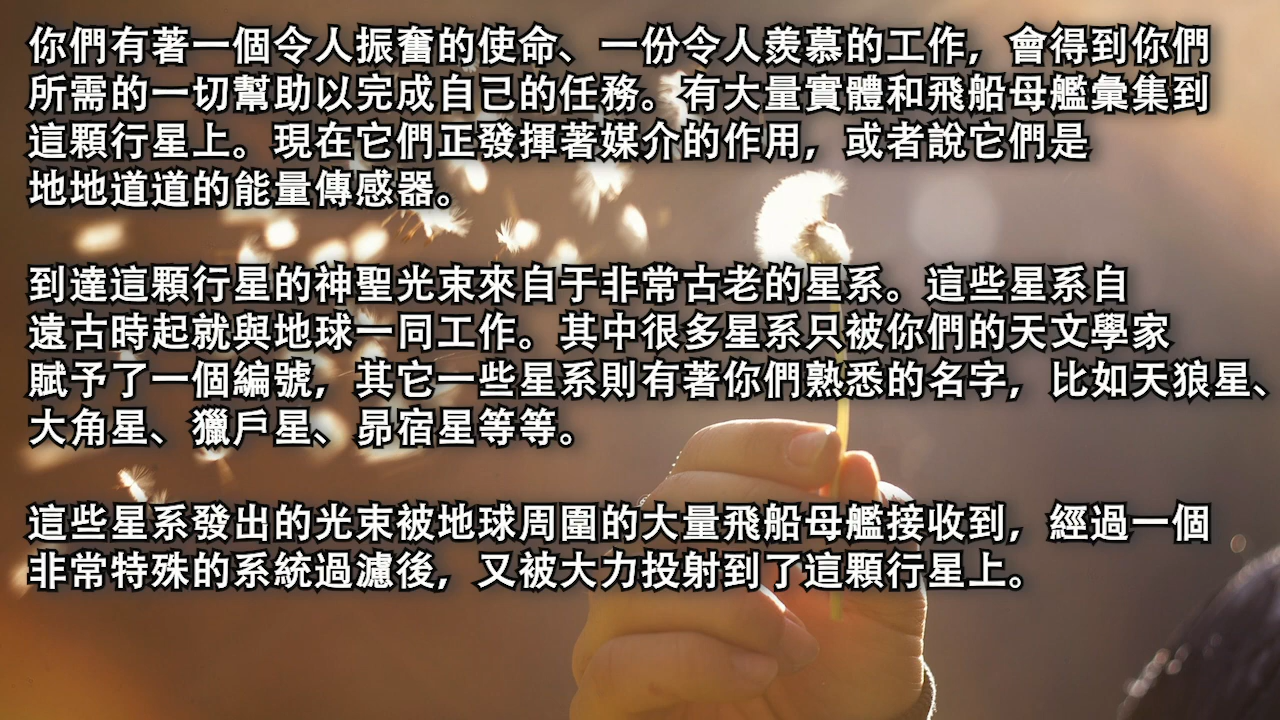 你們有著一個令人振奮的使命、一份令人羨慕的工作，會得到你們
所需的一切幫助以完成自己的任務。有大量實體和飛船母艦彙集到
這顆行星上。現在它們正發揮著媒介的作用，或者說它們是
地地道道的能量傳感器。
到達這顆行星的神聖光束來自于非常古老的星系。這些星系自
遠古時起就與地球一同工作。其中很多星系只被你們的天文學家
賦予了一個編號，其它一些星系則有著你們熟悉的名字，比如天狼星、
大角星、獵戶星、昴宿星等等。
這些星系發出的光束被地球周圍的大量飛船母艦接收到，經過一個
非常特殊的系統過濾後，又被大力投射到了這顆行星上。